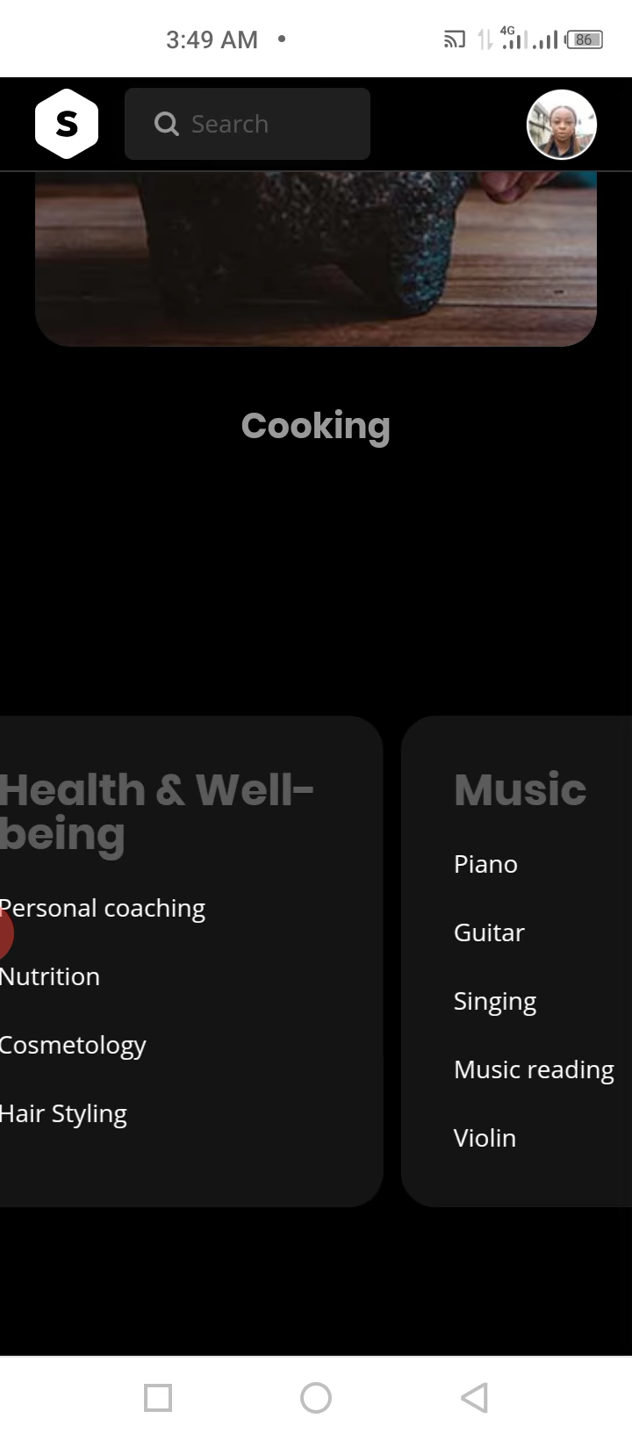 3:49 AM
4G
86
S
Search
Cooking
Health & Well-
being
Personal coaching
Nutrition
Cosmetology
Hair Styling
Music
Piano
Guitar
Singing
Music reading
Violin